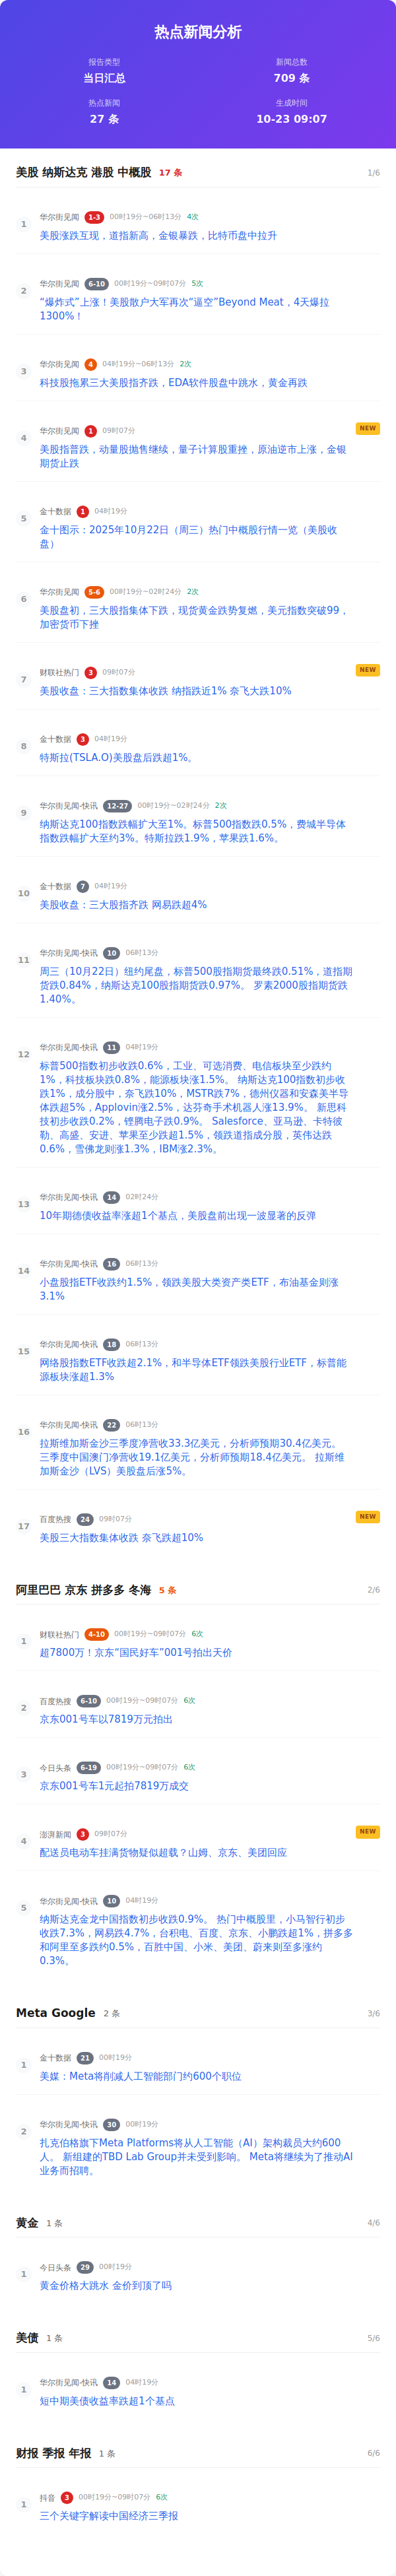 热点新闻分析
报告类型
当日汇总
新闻总数
709 条
热点新闻
27 条
生成时间
10-23 09:07
美股 纳斯达克 港股 中概股 17 条 1/6
1
华尔街见闻 1-3 00时19分~06时13分 4次
美股涨跌互现，道指新高，金银暴跌，比特币盘中拉升
2
华尔街见闻 6-10 00时19分~09时07分 5次
“爆炸式”上涨！美股散户大军再次“逼空”Beyond Meat，4天爆拉
1300%！
3
华尔街见闻 4 04时19分~06时13分 2次
科技股拖累三大美股指齐跌，EDA软件股盘中跳水，黄金再跌
4
华尔街见闻 1 09时07分 NEW
美股指普跌，动量股抛售继续，量子计算股重挫，原油逆市上涨，金银
期货止跌
5
金十数据 1 04时19分
金十图示：2025年10月22日（周三）热门中概股行情一览（美股收
盘）
6
华尔街见闻 5-6 00时19分~02时24分 2次
美股盘初，三大股指集体下跌，现货黄金跌势复燃，美元指数突破99，
加密货币下挫
7
财联社热门 3 09时07分 NEW
美股收盘：三大指数集体收跌 纳指跌近1% 奈飞大跌10%
8
金十数据 3 04时19分
特斯拉(TSLA.O)美股盘后跌超1%。
9
华尔街见闻-快讯 12-27 00时19分~02时24分 2次
纳斯达克100指数跌幅扩大至1%。标普500指数跌0.5%，费城半导体
指数跌幅扩大至约3%。特斯拉跌1.9%，苹果跌1.6%。
10
金十数据 7 04时19分
美股收盘：三大股指齐跌 网易跌超4%
11
华尔街见闻-快讯 10 06时13分
周三（10月22日）纽约尾盘，标普500股指期货最终跌0.51%，道指期
货跌0.84%，纳斯达克100股指期货跌0.97%。 罗素2000股指期货跌
1.40%。
12
华尔街见闻-快讯 11 04时19分
标普500指数初步收跌0.6%，工业、可选消费、电信板块至少跌约
1%，科技板块跌0.8%，能源板块涨1.5%。 纳斯达克100指数初步收
跌1%，成分股中，奈飞跌10%，MSTR跌7%，德州仪器和安森美半导
体跌超5%，Applovin涨2.5%，达芬奇手术机器人涨13.9%。 新思科
技初步收跌0.2%，铿腾电子跌0.9%。 Salesforce、亚马逊、卡特彼
勒、高盛、安进、苹果至少跌超1.5%，领跌道指成分股，英伟达跌
0.6%，雪佛龙则涨1.3%，IBM涨2.3%。
13
华尔街见闻-快讯 14 02时24分
10年期德债收益率涨超1个基点，美股盘前出现一波显著的反弹
14
华尔街见闻-快讯 16 06时13分
小盘股指ETF收跌约1.5%，领跌美股大类资产类ETF，布油基金则涨
3.1%
15
华尔街见闻-快讯 18 06时13分
网络股指数ETF收跌超2.1%，和半导体ETF领跌美股行业ETF，标普能
源板块涨超1.3%
16
华尔街见闻-快讯 22 06时13分
拉斯维加斯金沙三季度净营收33.3亿美元，分析师预期30.4亿美元。
三季度中国澳门净营收19.1亿美元，分析师预期18.4亿美元。 拉斯维
加斯金沙（LVS）美股盘后涨5%。
17
百度热搜 24 09时07分 NEW
美股三大指数集体收跌 奈飞跌超10%
阿里巴巴 京东 拼多多 冬海 5 条 2/6
1
财联社热门 4-10 00时19分~09时07分 6次
超7800万！京东“国民好车”001号拍出天价
2
百度热搜 6-10 00时19分~09时07分 6次
京东001号车以7819万元拍出
3
今日头条 6-19 00时19分~09时07分 6次
京东001号车1元起拍7819万成交
4
澎湃新闻 3 09时07分 NEW
配送员电动车挂满货物疑似超载？山姆、京东、美团回应
5
华尔街见闻-快讯 10 04时19分
纳斯达克金龙中国指数初步收跌0.9%。 热门中概股里，小马智行初步
收跌7.3%，网易跌4.7%，台积电、百度、京东、小鹏跌超1%，拼多多
和阿里至多跌约0.5%，百胜中国、小米、美团、蔚来则至多涨约
0.3%。
Meta Google 2 条 3/6
1
金十数据 21 00时19分
美媒：Meta将削减人工智能部门约600个职位
2
华尔街见闻-快讯 30 00时19分
扎克伯格旗下Meta Platforms将从人工智能（AI）架构裁员大约600
人。 新组建的TBD Lab Group并未受到影响。 Meta将继续为了推动AI
业务而招聘。
黄金 1 条 4/6
1
今日头条 29 00时19分
黄金价格大跳水 金价到顶了吗
美债 1 条 5/6
1
华尔街见闻-快讯 14 04时19分
短中期美债收益率跌超1个基点
财报 季报 年报 1 条 6/6
1
抖音 3 00时19分~09时07分 6次
三个关键字解读中国经济三季报